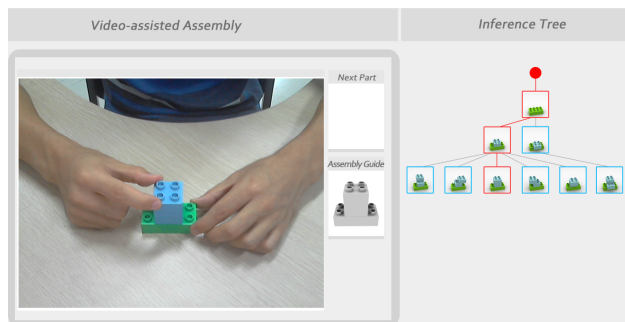 Video-assisted Assembly
Inference Tree
Next Part
Assembly Guide